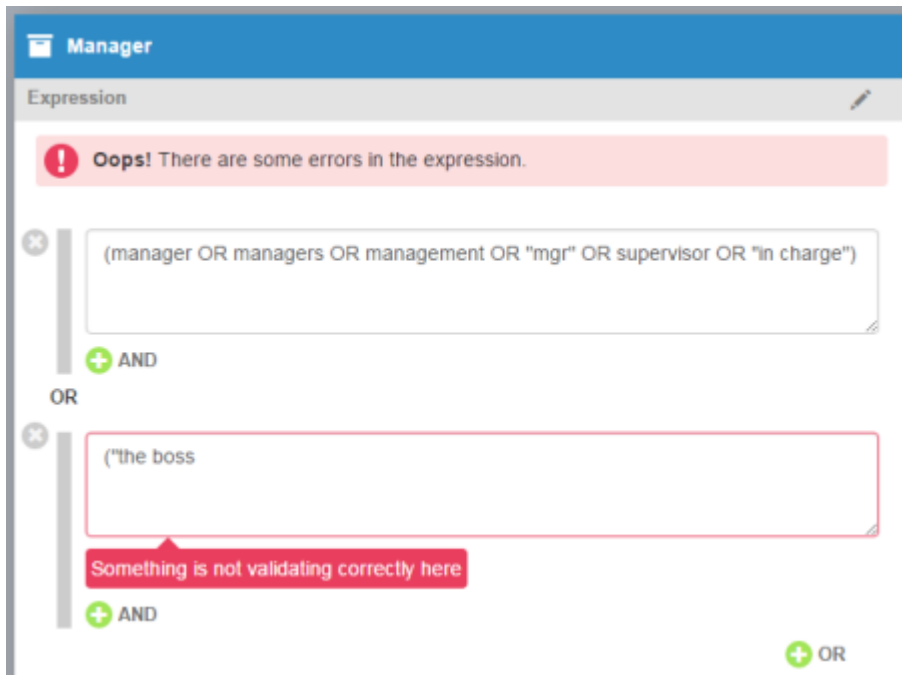 Manager
Expression
Oops! There are some errors in the expression.
(manager OR managers OR management OR "mgr" OR supervisor OR "in charge")
AND
OR
("the boss
Something is not validating correctly here
AND
OR